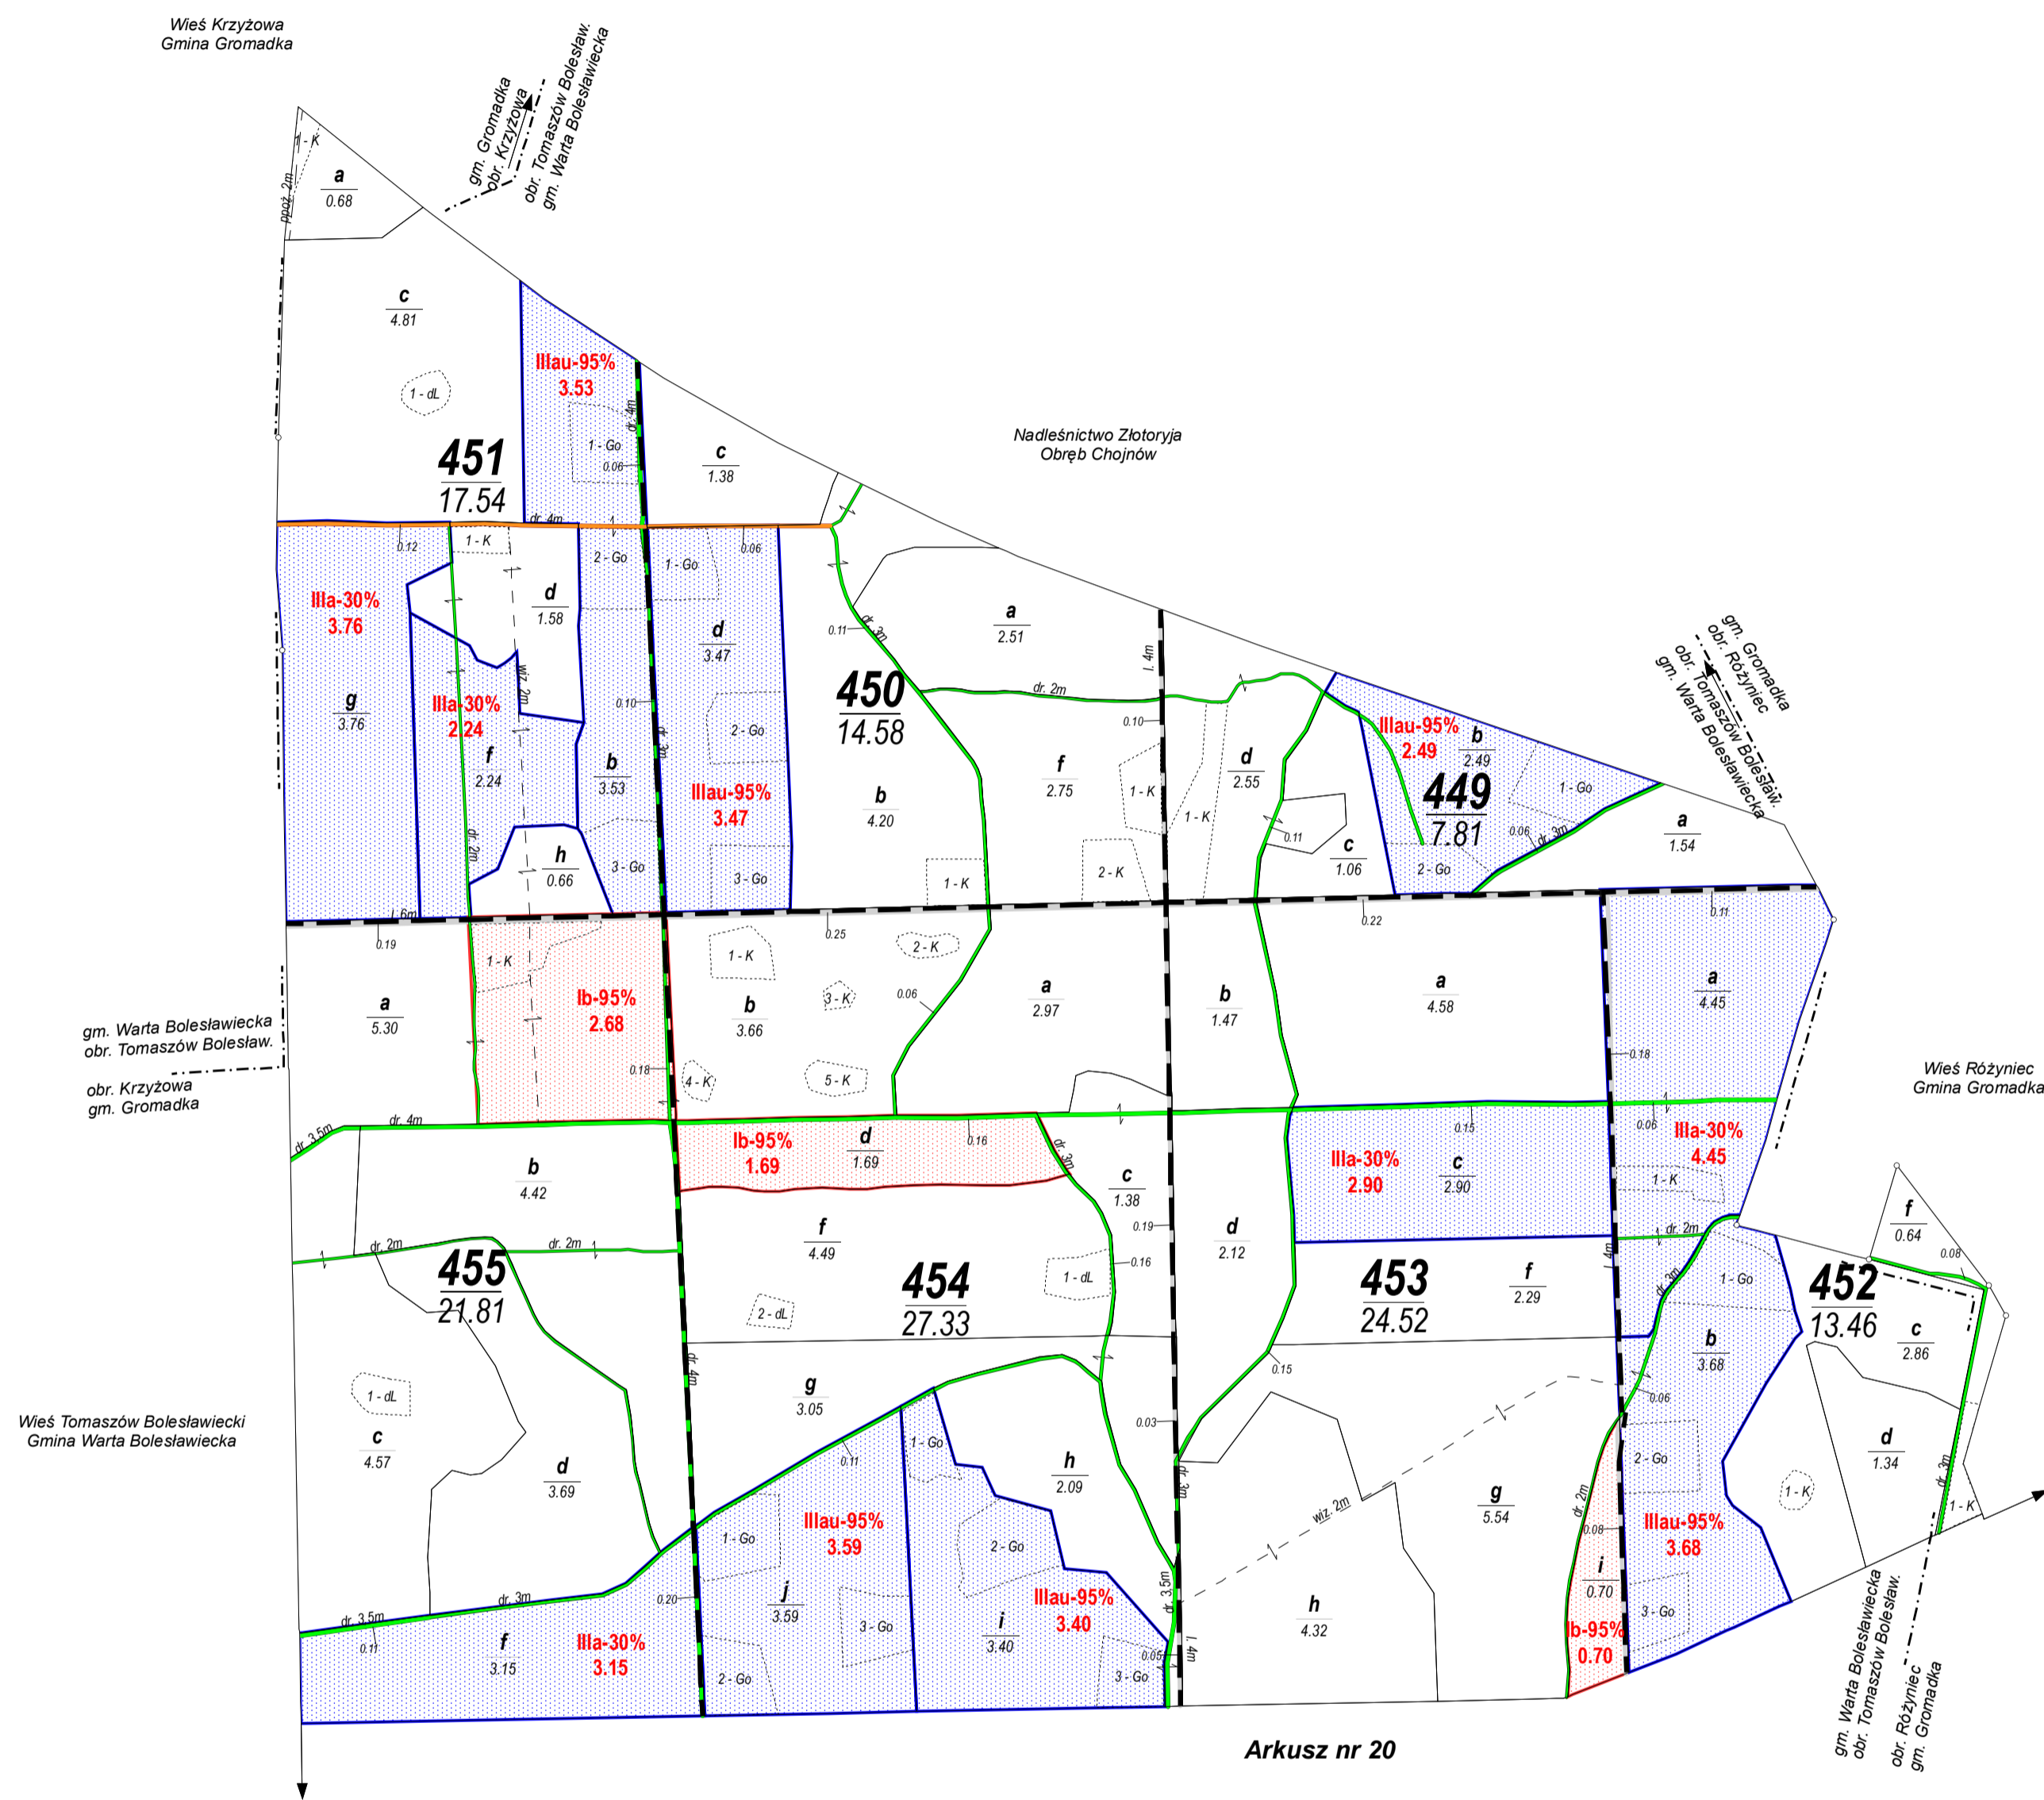 Wieś Krzyżowa
Gmina Gromadka
gm. Gromadka
obr. Krzyżowa
obr. Tomaszów Bolesław.
gm. Warta Bolesławiecka
1 - K
a
0.68
ppoż. 2m
c
4.81
1 - dL
451
17.54
IIIau-95%
3.53
1 - Go
0.06
dr. 4m
dr. 4m
c
1.38
Nadleśnictwo Złotoryja
Obręb Chojnów
0.12
1 - K
2 - Go
IIIa-30%
3.76
g
3.76
d
1.58
wiz. 2m
IIIa-30%
2.24
f
2.24
dr. 2m
b
3.53
0.10
dr. 3m
h
0.66
3 - Go
l. 6m
1 - Go
0.06
d
3.47
2 - Go
IIIau-95%
3.47
3 - Go
0.11
dr. 3m
450
14.58
b
4.20
1 - K
a
2.51
dr. 2m
l. 4m
0.10
f
2.75
1 - K
2 - K
1 - K
d
2.55
0.11
c
1.06
IIIau-95%
2.49
b
2.49
449
7.81
1 - Go
0.06
dr. 3m
2 - Go
a
1.54
gm. Gromadka
obr. Różyniec
obr. Tomaszów Bolesław.
gm. Warta Bolesławiecka
0.19
a
5.30
1 - K
Ib-95%
2.68
0.18
gm. Warta Bolesławiecka
obr. Tomaszów Bolesław.
obr. Krzyżowa
gm. Gromadka
0.25
1 - K
2 - K
3 - K
b
3.66
0.06
4 - K
5 - K
a
2.97
b
1.47
0.22
a
4.58
0.11
a
4.45
0.18
0.06
IIIa-30%
4.45
1 - K
dr. 2m
Wieś Różyniec
Gmina Gromadka
dr. 3.5m
dr. 4m
b
4.42
dr. 2m
dr. 2m
455
21.81
1 - dL
c
4.57
d
3.69
Wieś Tomaszów Bolesławiecki
Gmina Warta Bolesławiecka
dr. 3.5m
dr. 3m
0.11
f
3.15
IIIa-30%
3.15
0.20
dr. 4m
Ib-95%
1.69
d
1.69
0.16
dr. 3m
c
1.38
0.19
0.16
f
4.49
1 - dL
2 - dL
454
27.33
g
3.05
0.03
0.11
1 - Go
1 - Go
IIIau-95%
3.59
j
3.59
2 - Go
3 - Go
h
2.09
2 - Go
IIIau-95%
3.40
i
3.40
3 - Go
0.05
dr. 3m
dr. 3.5m
l. 4m
d
2.12
0.15
IIIa-30%
2.90
c
2.90
0.15
453
24.52
f
2.29
l. 4m
wiz. 2m
g
5.54
h
4.32
dr. 2m
0.08
i
0.70
Ib-95%
0.70
dr. 3m
1 - Go
b
3.68
0.06
2 - Go
IIIau-95%
3.68
3 - Go
452
13.46
f
0.64
0.08
c
2.86
d
1.34
1 - K
dr. 3m
1 - K
gm. Warta Bolesławiecka
obr. Tomaszów Bolesław.
obr. Różyniec
gm. Gromadka
Arkusz nr 20